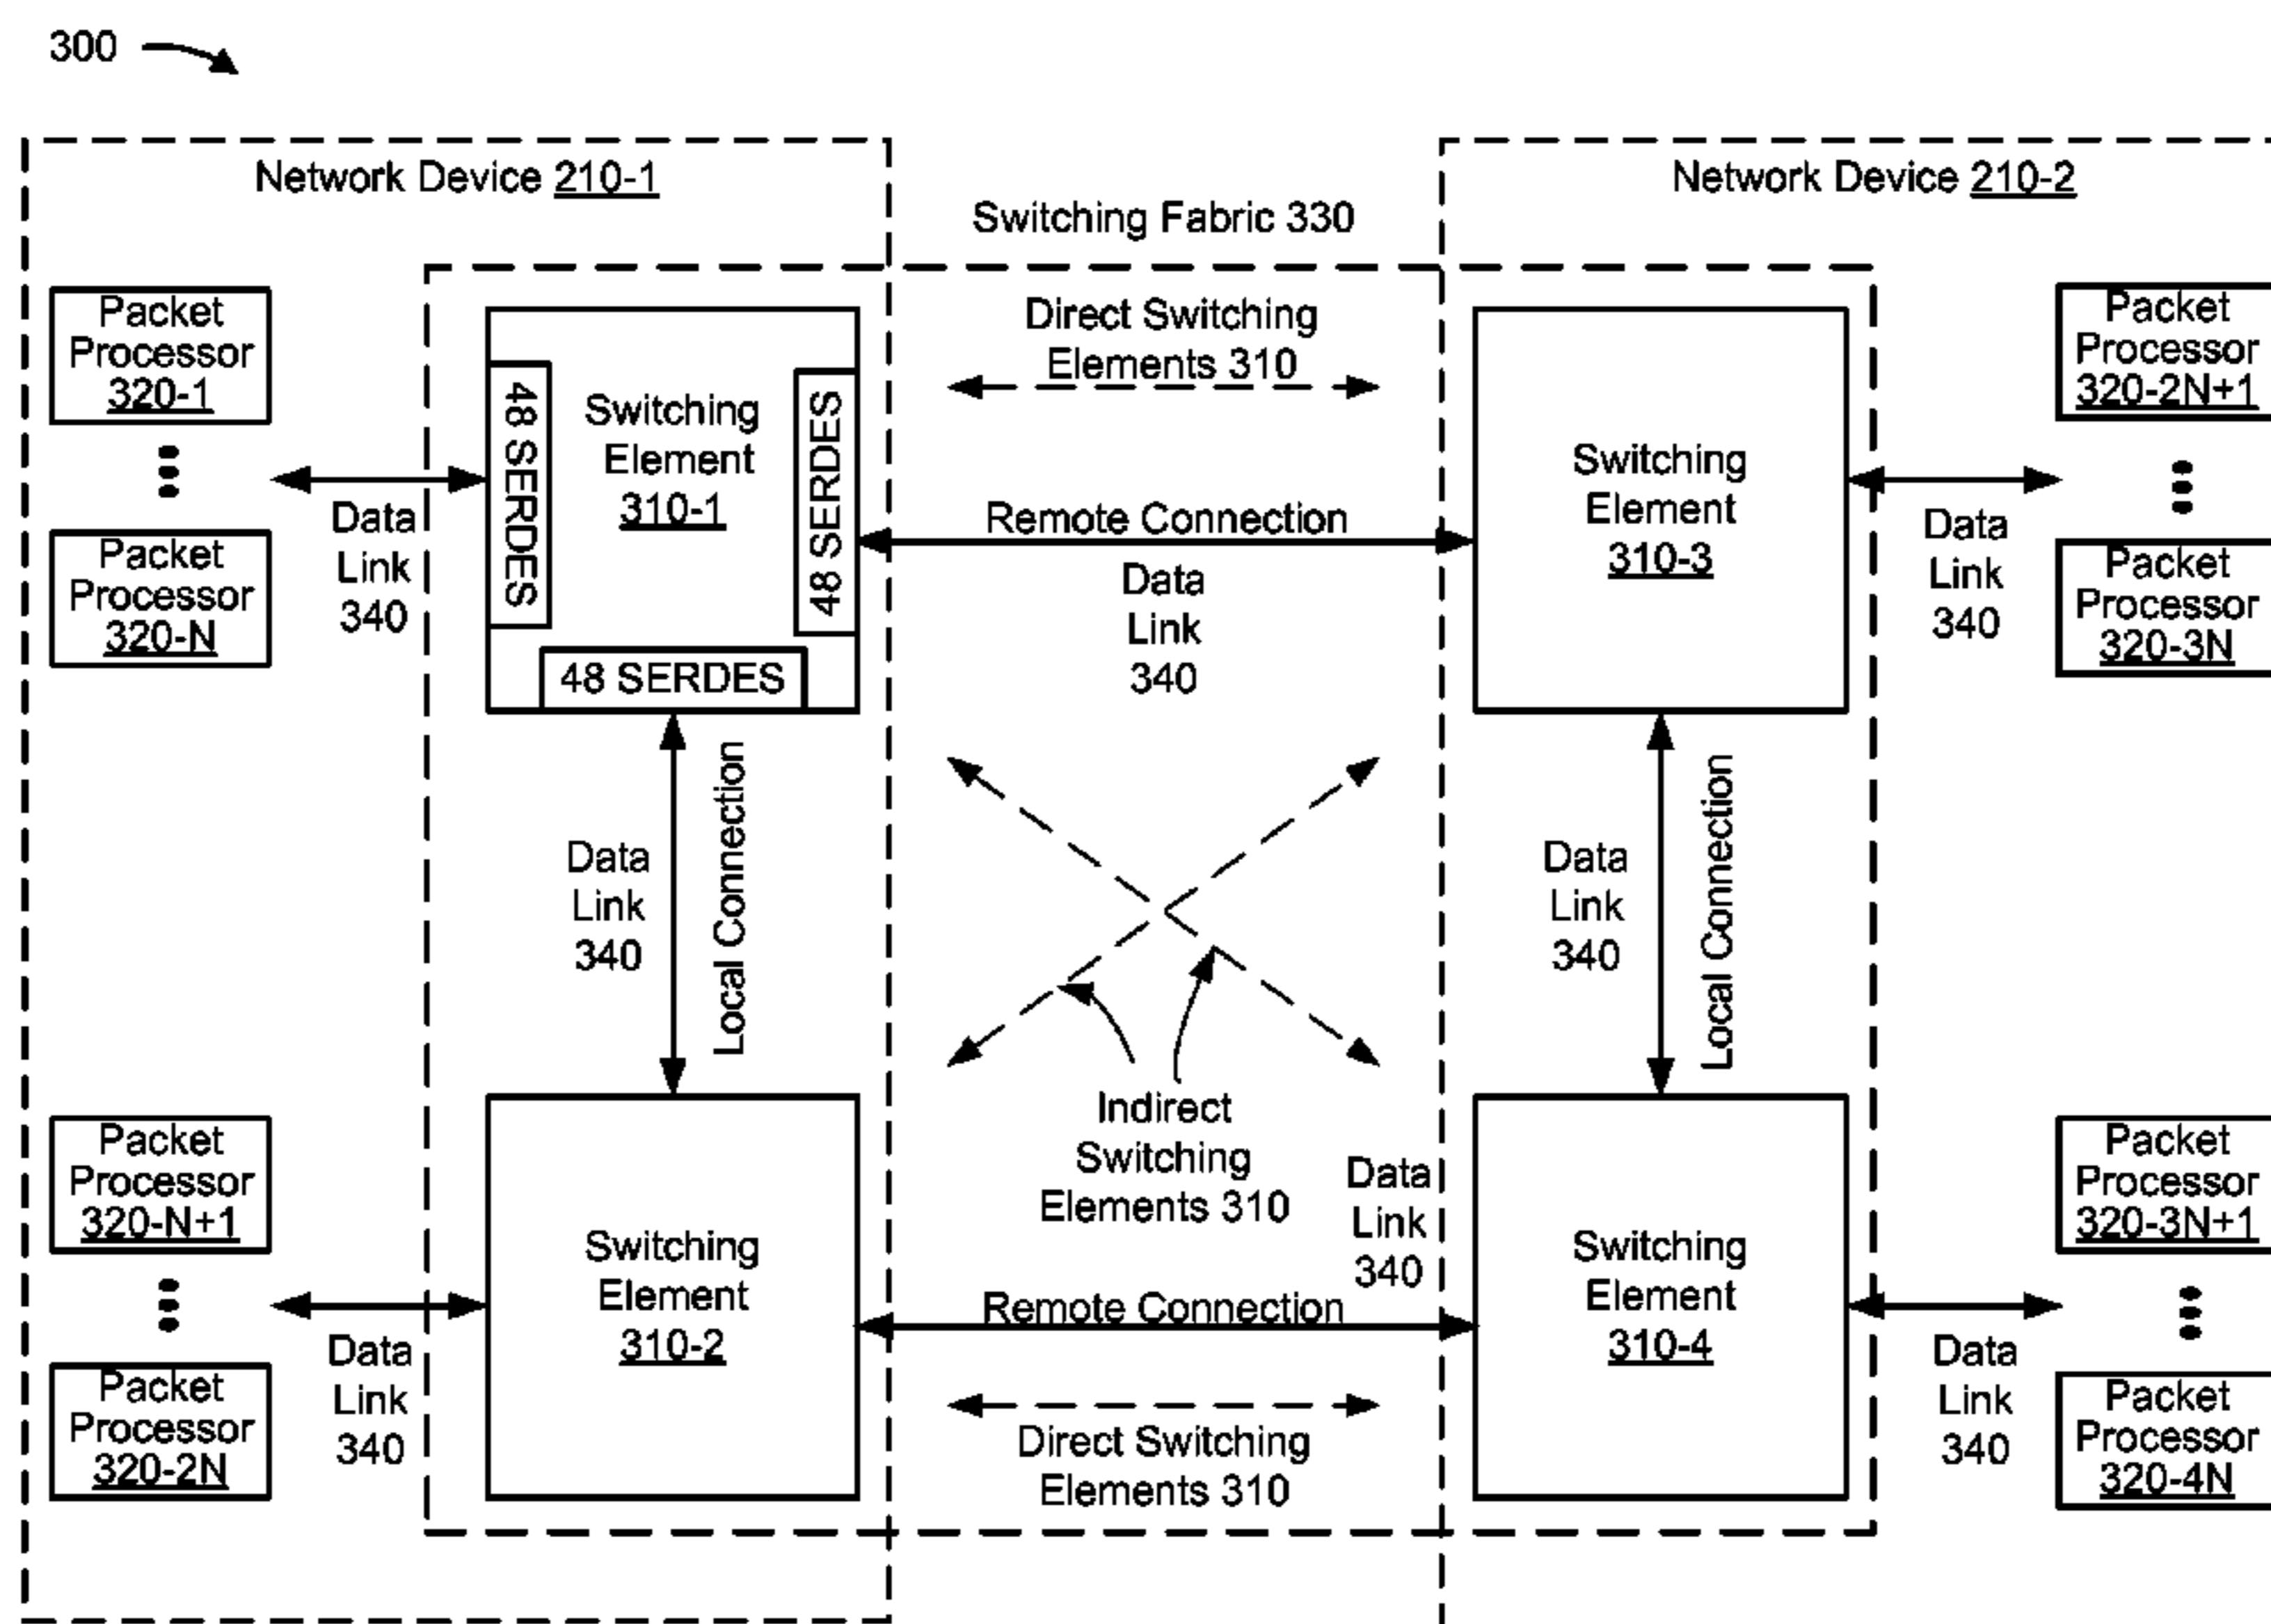 300
Network Device 210-1
Network Device 210-2
Switching Fabric 330
Packet
Processor
320-1
Packet
Processor
320-N
Data
Link
340
48 SERDES
Switching
Element
310-1
48 SERDES
48 SERDES
Direct Switching
Elements 310
Remote Connection
Data
Link
340
Switching
Element
310-3
Data
Link
340
Packet
Processor
320-2N+1
Packet
Processor
320-3N
Data
Link
340
Local Connection
Indirect
Switching
Elements 310
Data
Link
340
Local Connection
Packet
Processor
320-N+1
Packet
Processor
320-2N
Data
Link
340
Switching
Element
310-2
Data
Link
340
Remote Connection
Direct Switching
Elements 310
Switching
Element
310-4
Data
Link
340
Packet
Processor
320-3N+1
Packet
Processor
320-4N